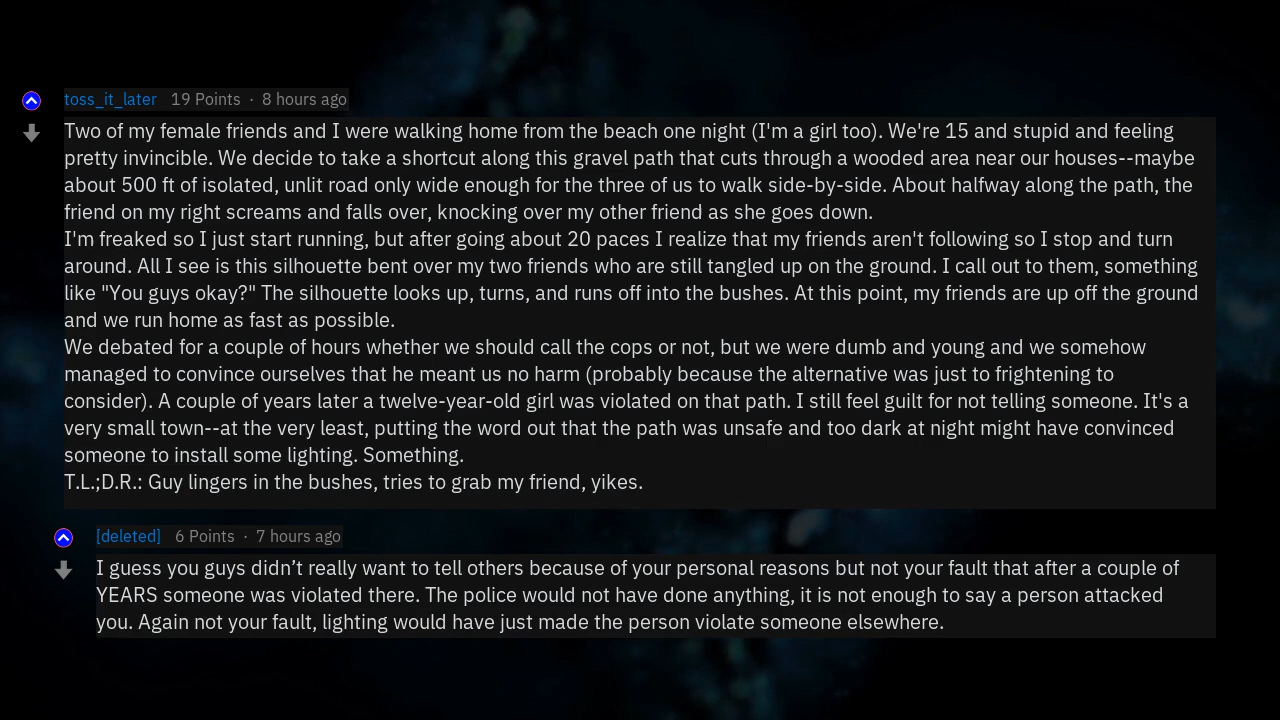 toss_it_later 19 Points · 8 hours ago
Two of my female friends and I were walking home from the beach one night (I'm a girl too). We're 15 and stupid and feeling
pretty invincible. We decide to take a shortcut along this gravel path that cuts through a wooded area near our houses--maybe
about 500 ft of isolated, unlit road only wide enough for the three of us to walk side-by-side. About halfway along the path, the
friend on my right screams and falls over, knocking over my other friend as she goes down.
I'm freaked so I just start running, but after going about 20 paces I realize that my friends aren't following so I stop and turn
around. All I see is this silhouette bent over my two friends who are still tangled up on the ground. I call out to them, something
like "You guys okay?" The silhouette looks up, turns, and runs off into the bushes. At this point, my friends are up off the ground
and we run home as fast as possible.
We debated for a couple of hours whether we should call the cops or not, but we were dumb and young and we somehow
managed to convince ourselves that he meant us no harm (probably because the alternative was just to frightening to
consider). A couple of years later a twelve-year-old girl was violated on that path. I still feel guilt for not telling someone. It's a
very small town--at the very least, putting the word out that the path was unsafe and too dark at night might have convinced
someone to install some lighting. Something.
T.L.;D.R.: Guy lingers in the bushes, tries to grab my friend, yikes.
[deleted] 6 Points · 7 hours ago
I guess you guys didn’t really want to tell others because of your personal reasons but not your fault that after a couple of
YEARS someone was violated there. The police would not have done anything, it is not enough to say a person attacked
you. Again not your fault, lighting would have just made the person violate someone elsewhere.